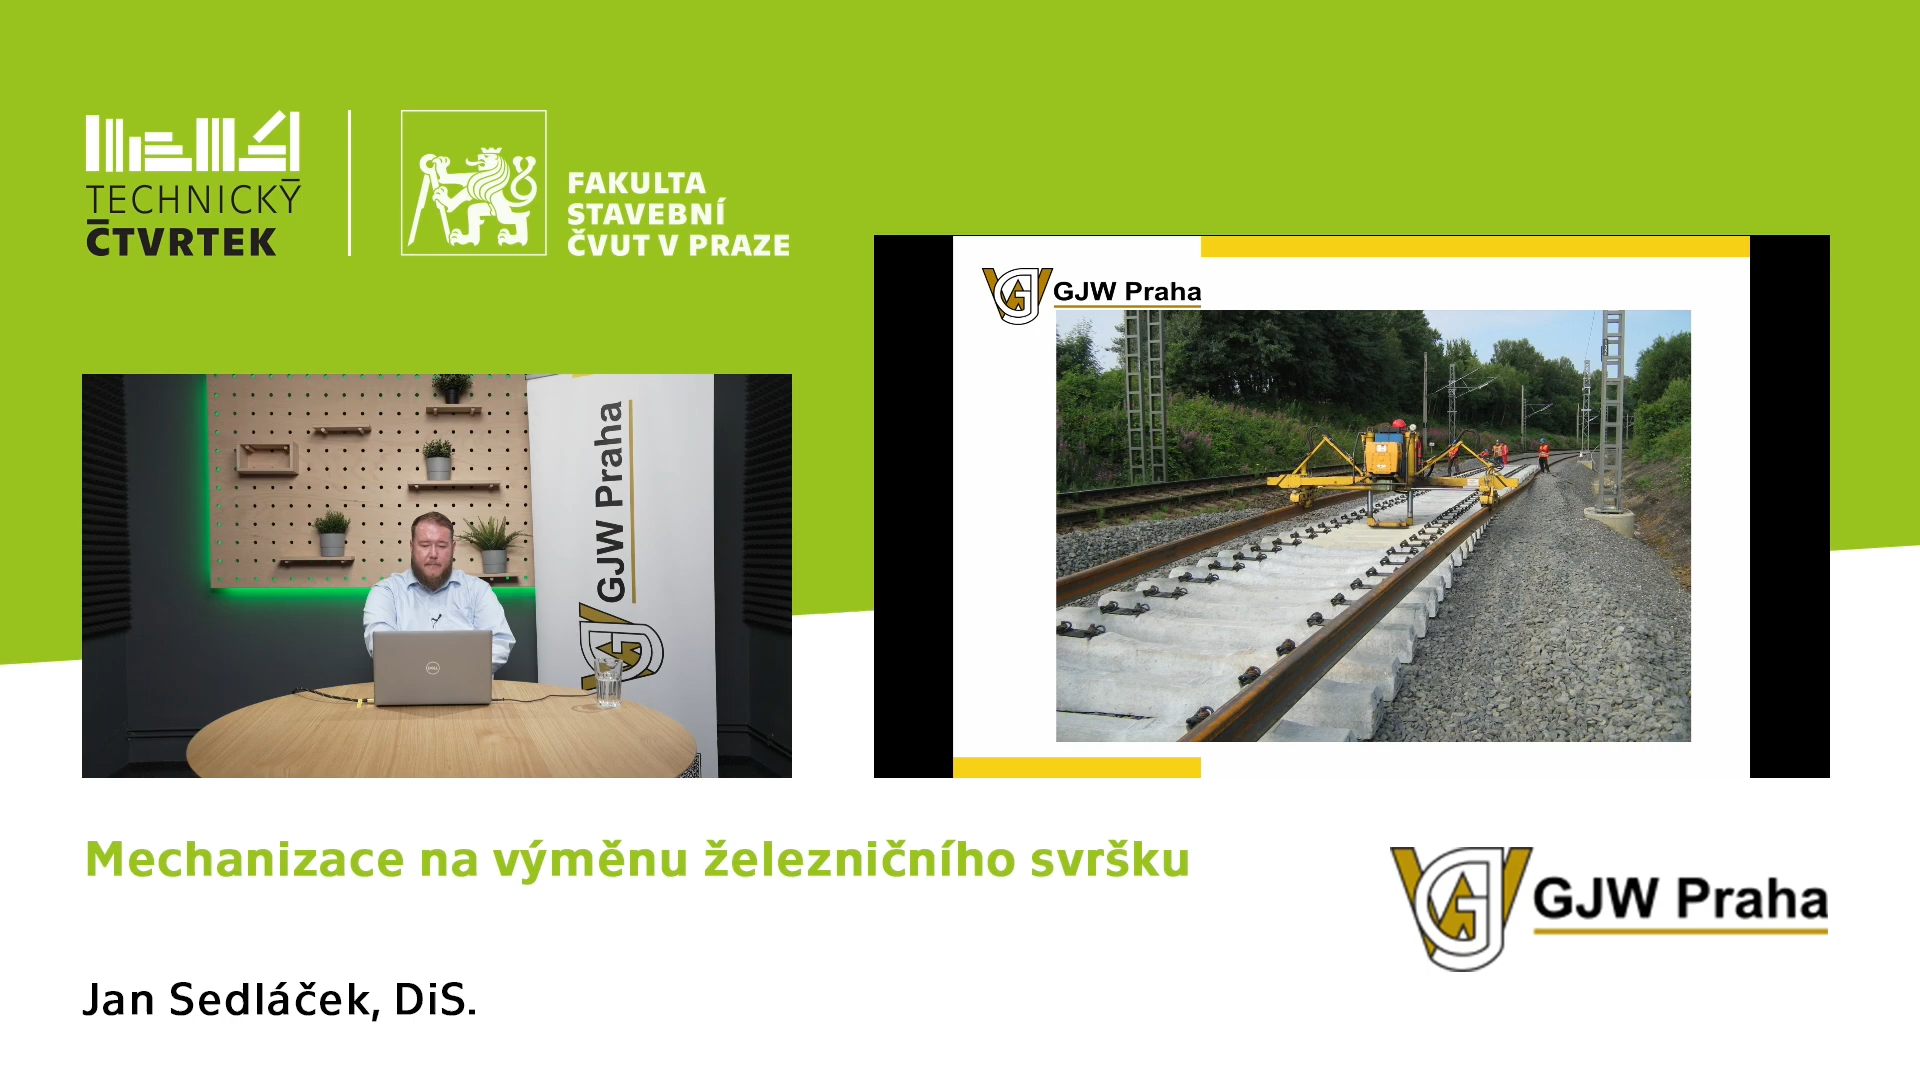 TECHNICKÝ
ČTVRTEK
FAKULTA
STAVEBNÍ
ČVUT V PRAZE
GJW Praha
GJW Praha
DELL
Mechanizace na výměnu železničního svršku
GJW Praha
Jan Sedláček, DiS.